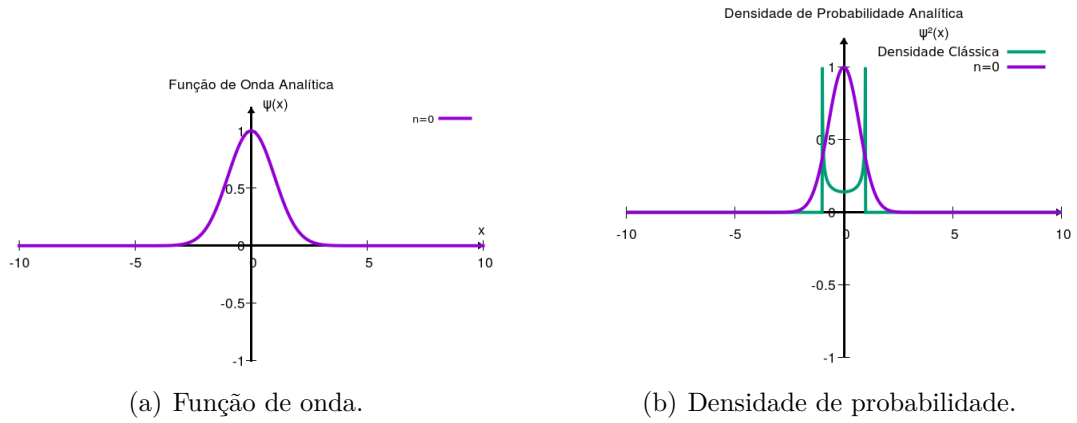 Função de Onda Analítica
ψ(x)
n=0
1
0.5
0
x
-10
-5
0
5
10
-0.5
-1
(a) Função de onda.
Densidade de Probabilidade Analítica
ψ²(x)
Densidade Clássica
n=0
1
0.5
0
-10
-5
0
5
10
-0.5
-1
(b) Densidade de probabilidade.